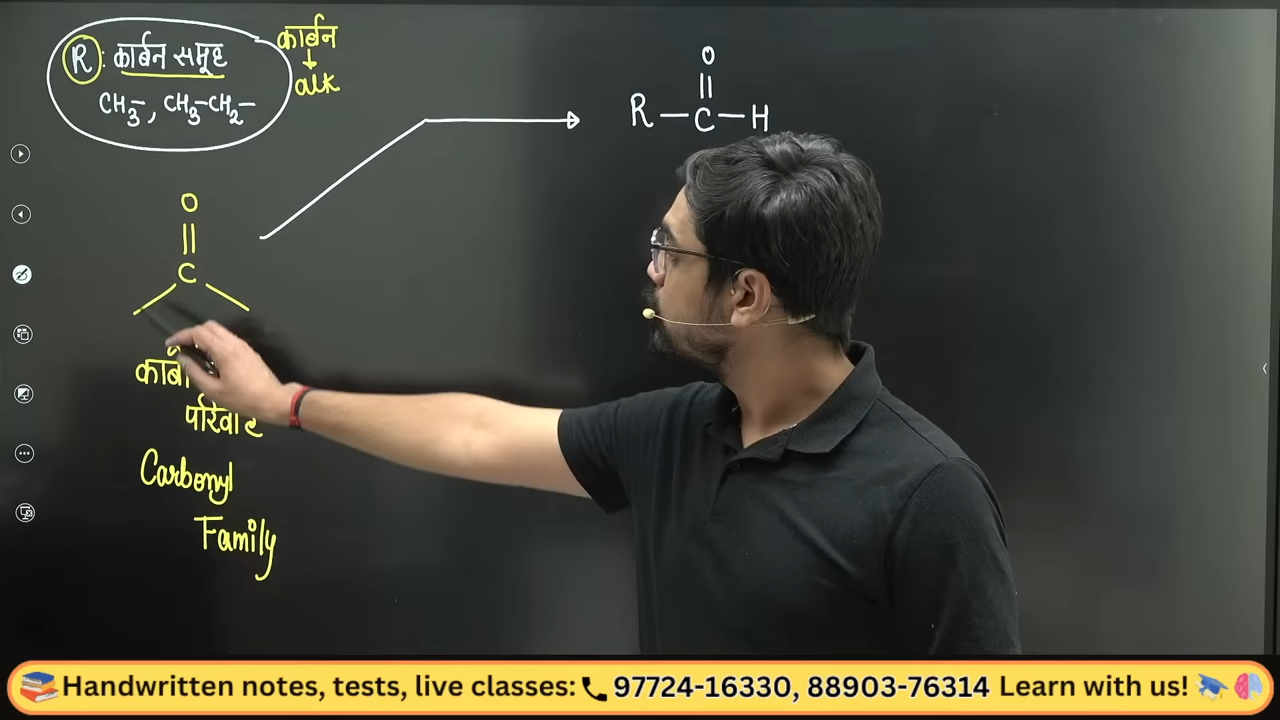 R : कार्बन समूह
CH₃–, CH₃–CH₂–
कार्बन
↓
alk
O
||
R–C–H
O
||
C
परिवार
Carbonyl
Family
Handwritten notes, tests, live classes: 97724-16330, 88903-76314 Learn with us!